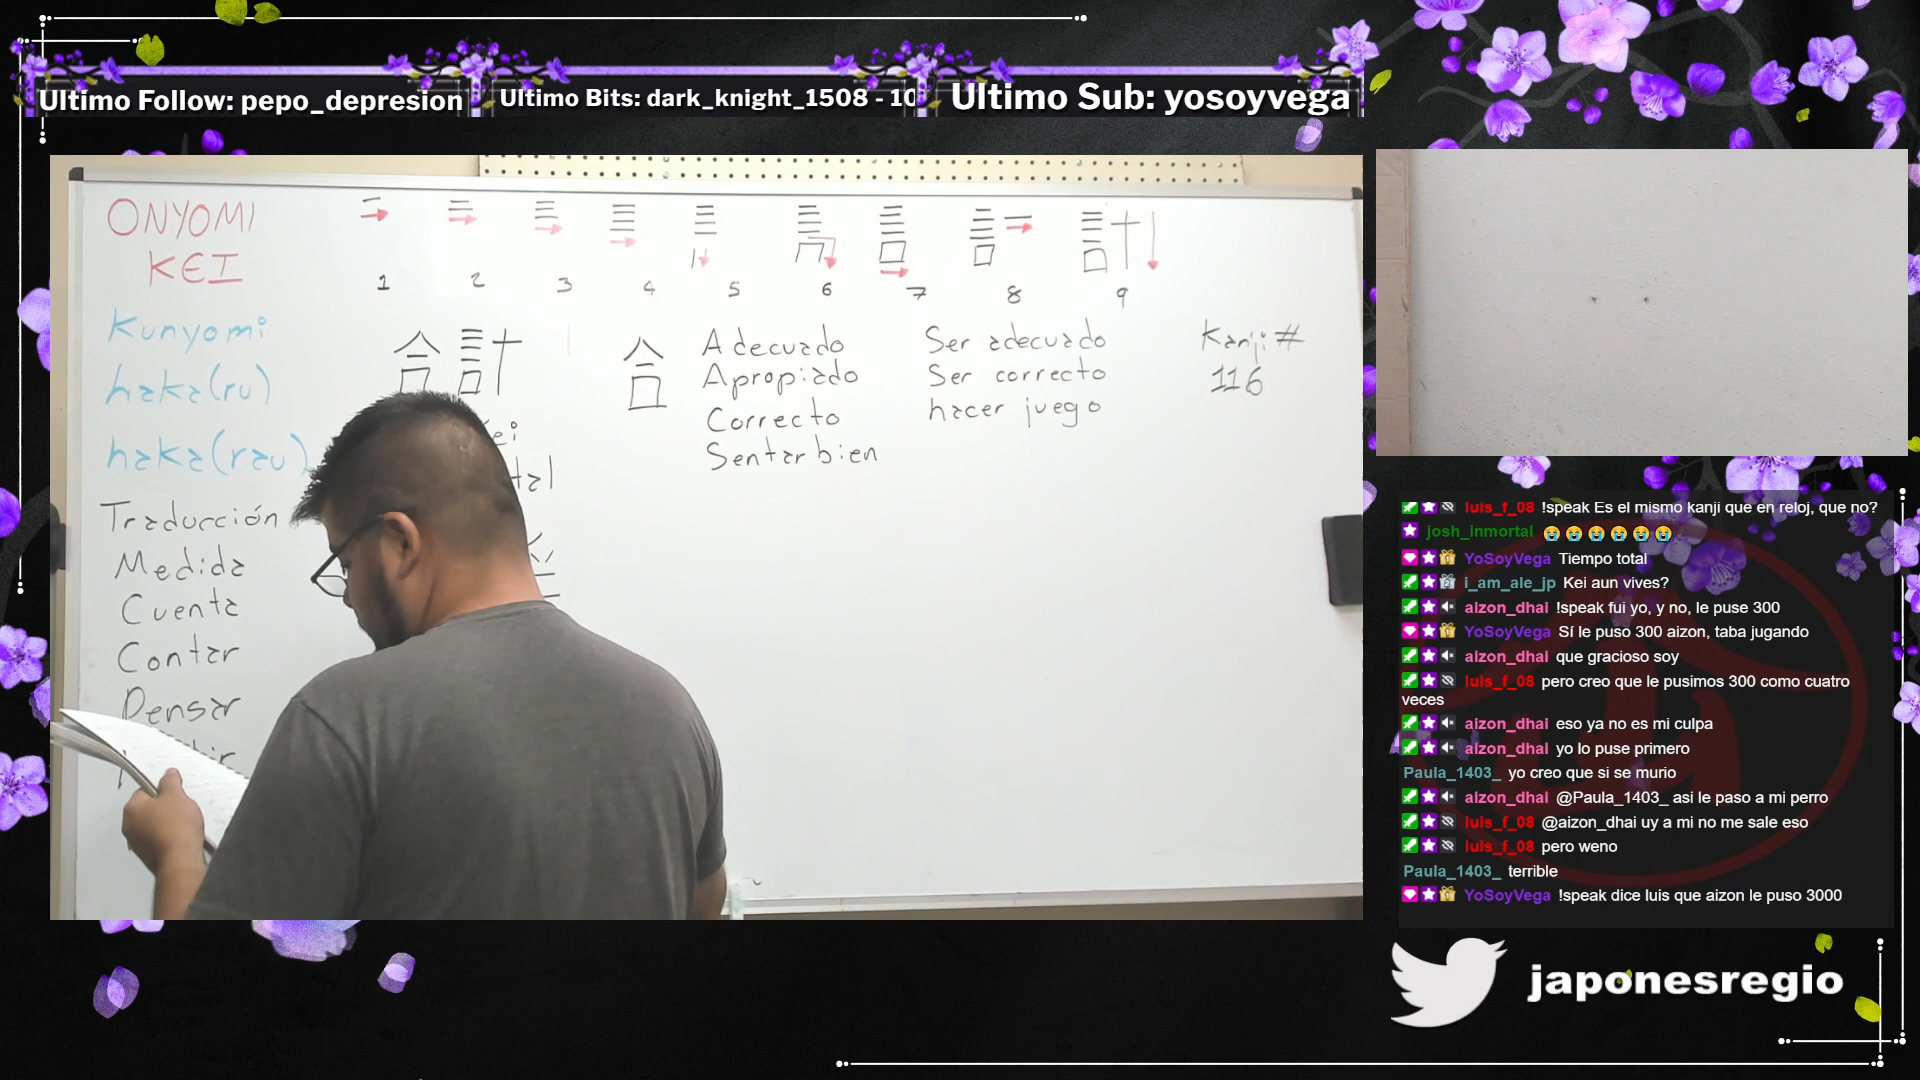 Ultimo Follow: pepo_depresion
Ultimo Bits: dark_knight_1508 - 10
Ultimo Sub: yosoyvega
ONYOMI
KEI
1 2 3 4 5 6 7 8 9
Kunyomi
haka(ru)
haka(rau)
Traducción
Medida
Cuenta
Contar
Pensar
合計
合
Adecuado
Apropiado
Correcto
Sentar bien
Ser adecuado
Ser correcto
hacer juego
Kanji #
116
luis_f_08 !speak Es el mismo kanji que en reloj, que no?
josh_inmortal 😭😭😭😭😭😭
YoSoyVega Tiempo total
i_am_ale_jp Kei aun vives?
aizon_dhai !speak fui yo, y no, le puse 300
YoSoyVega Sí le puso 300 aizon, taba jugando
aizon_dhai que gracioso soy
luis_f_08 pero creo que le pusimos 300 como cuatro
veces
aizon_dhai eso ya no es mi culpa
aizon_dhai yo lo puse primero
Paula_1403_ yo creo que si se murio
aizon_dhai @Paula_1403_ asi le paso a mi perro
luis_f_08 @aizon_dhai uy a mi no me sale eso
luis_f_08 pero weno
Paula_1403_ terrible
YoSoyVega !speak dice luis que aizon le puso 3000
japonesregio